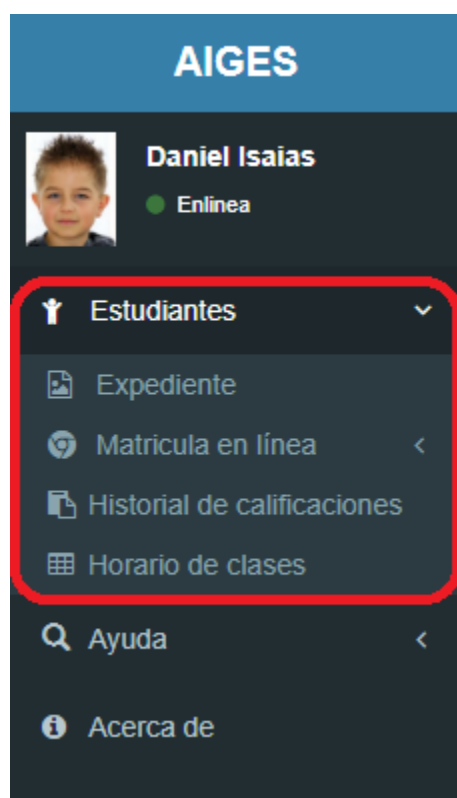 AIGES
Daniel Isaias
Enlinea
Estudiantes
Expediente
Matricula en línea
Historial de calificaciones
Horario de clases
Ayuda
Acerca de